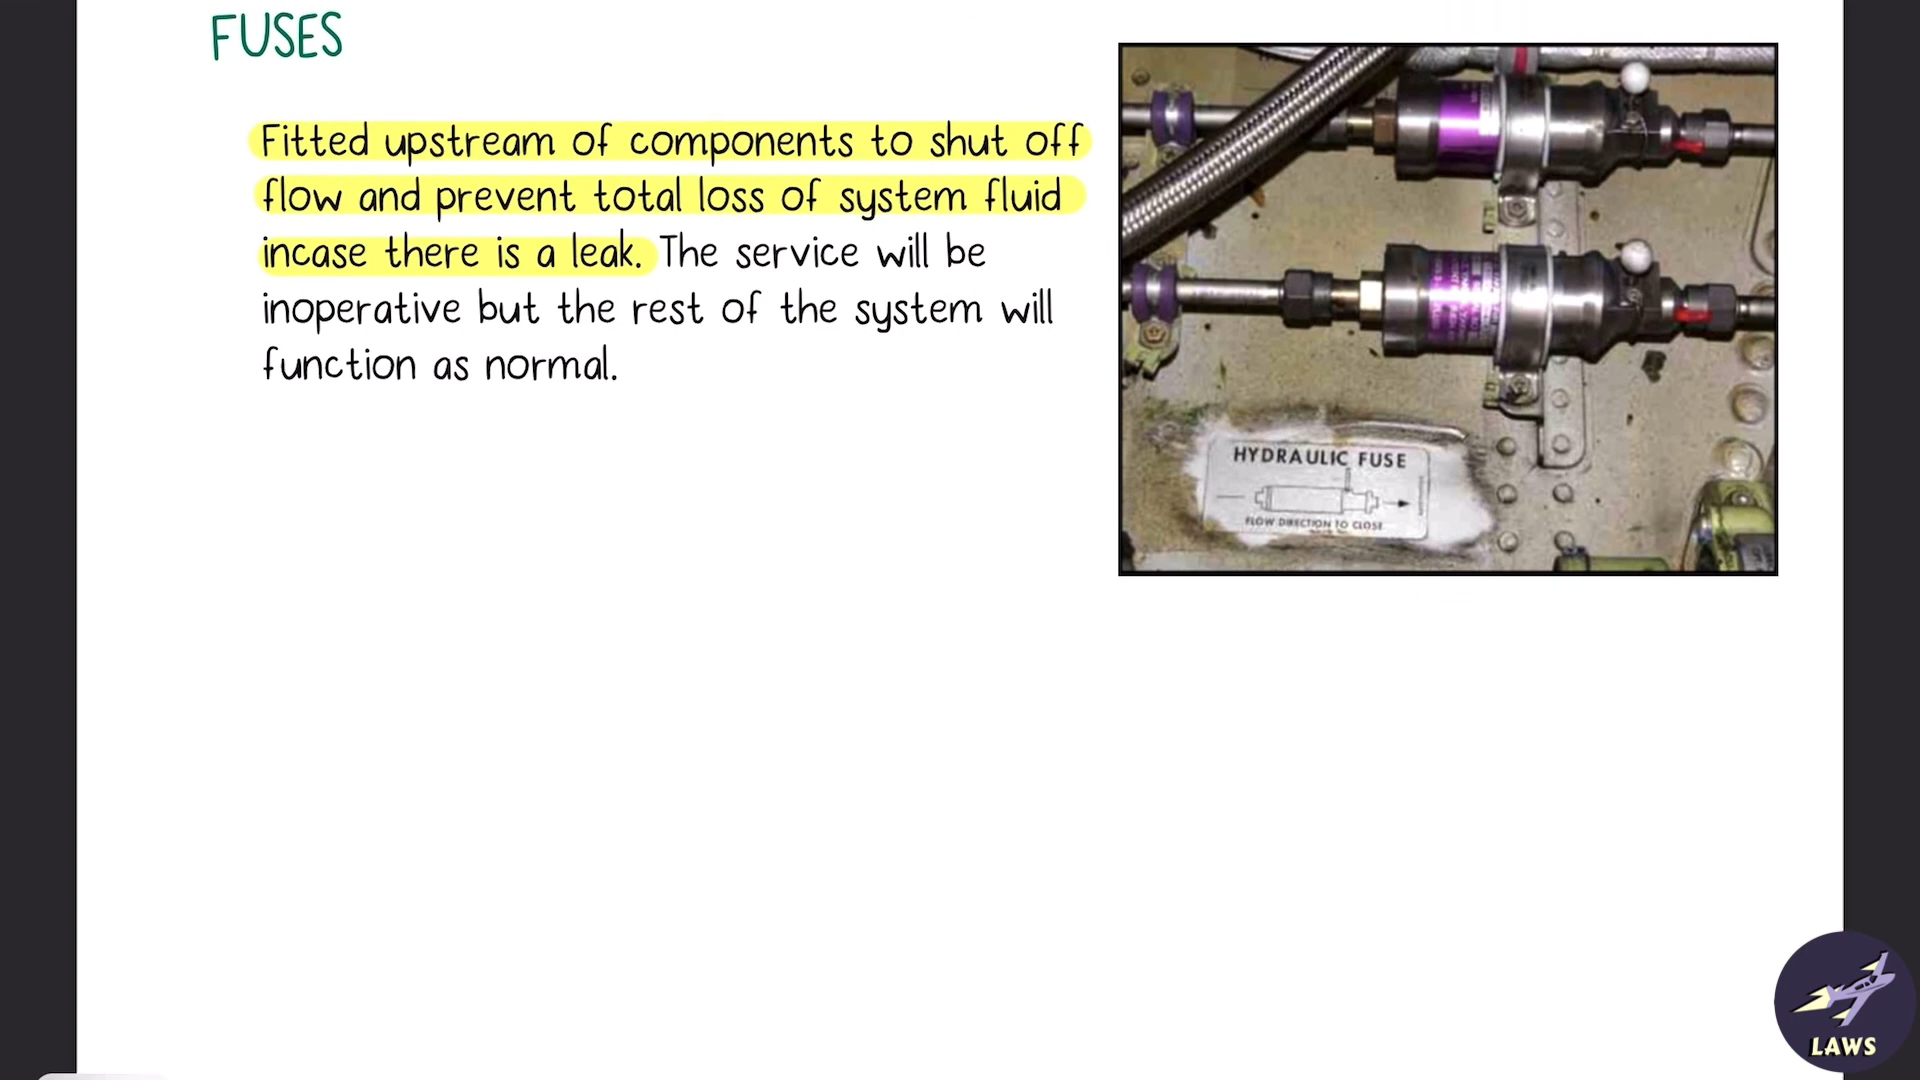 FUSES
Fitted upstream of components to shut off
flow and prevent total loss of system fluid
incase there is a leak. The service will be
inoperative but the rest of the system will
function as normal.
HYDRAULIC FUSE
FLOW DIRECTION TO CLOSE
LAWS